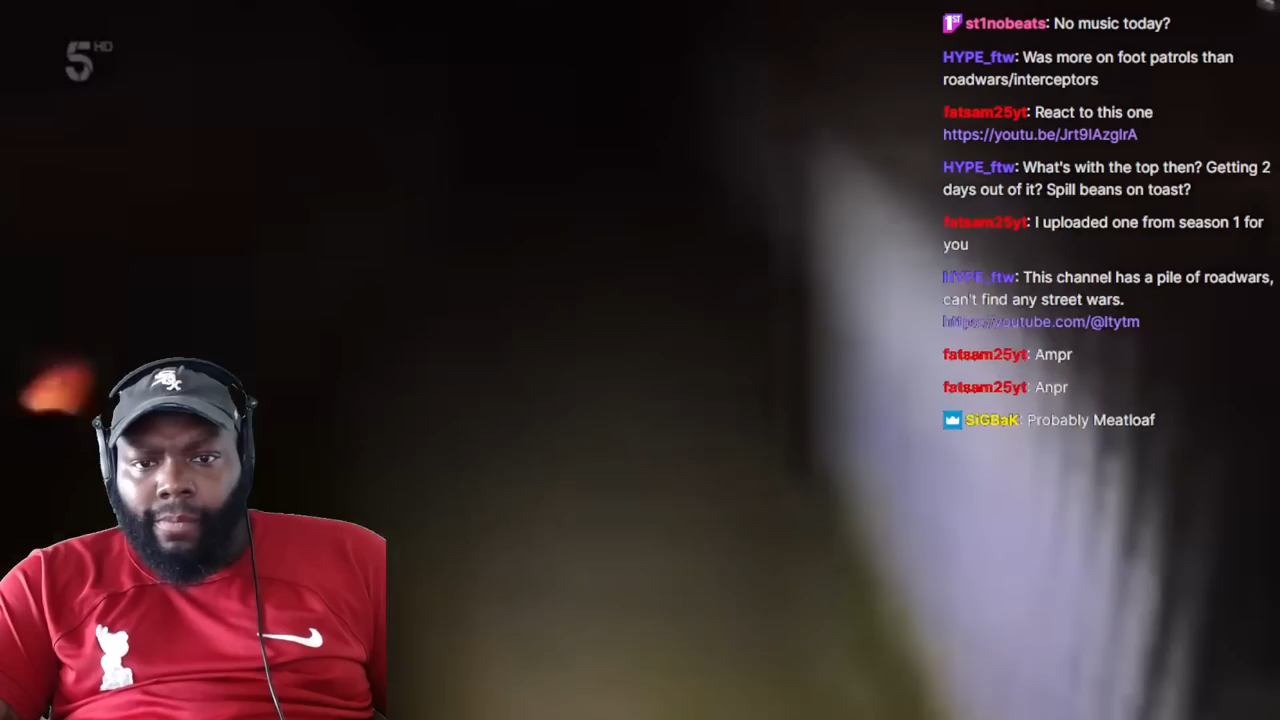 5 HD
1ST st1nobeats: No music today?
HYPE_ftw: Was more on foot patrols than
roadwars/interceptors
fatsam25yt: React to this one
https://youtu.be/Jrt9IAzgIrA
HYPE_ftw: What's with the top then? Getting 2
days out of it? Spill beans on toast?
fatsam25yt: I uploaded one from season 1 for
you
HYPE_ftw: This channel has a pile of roadwars,
can't find any street wars.
https://youtube.com/@ltytm
fatsam25yt: Ampr
fatsam25yt: Anpr
SiGBaK: Probably Meatloaf